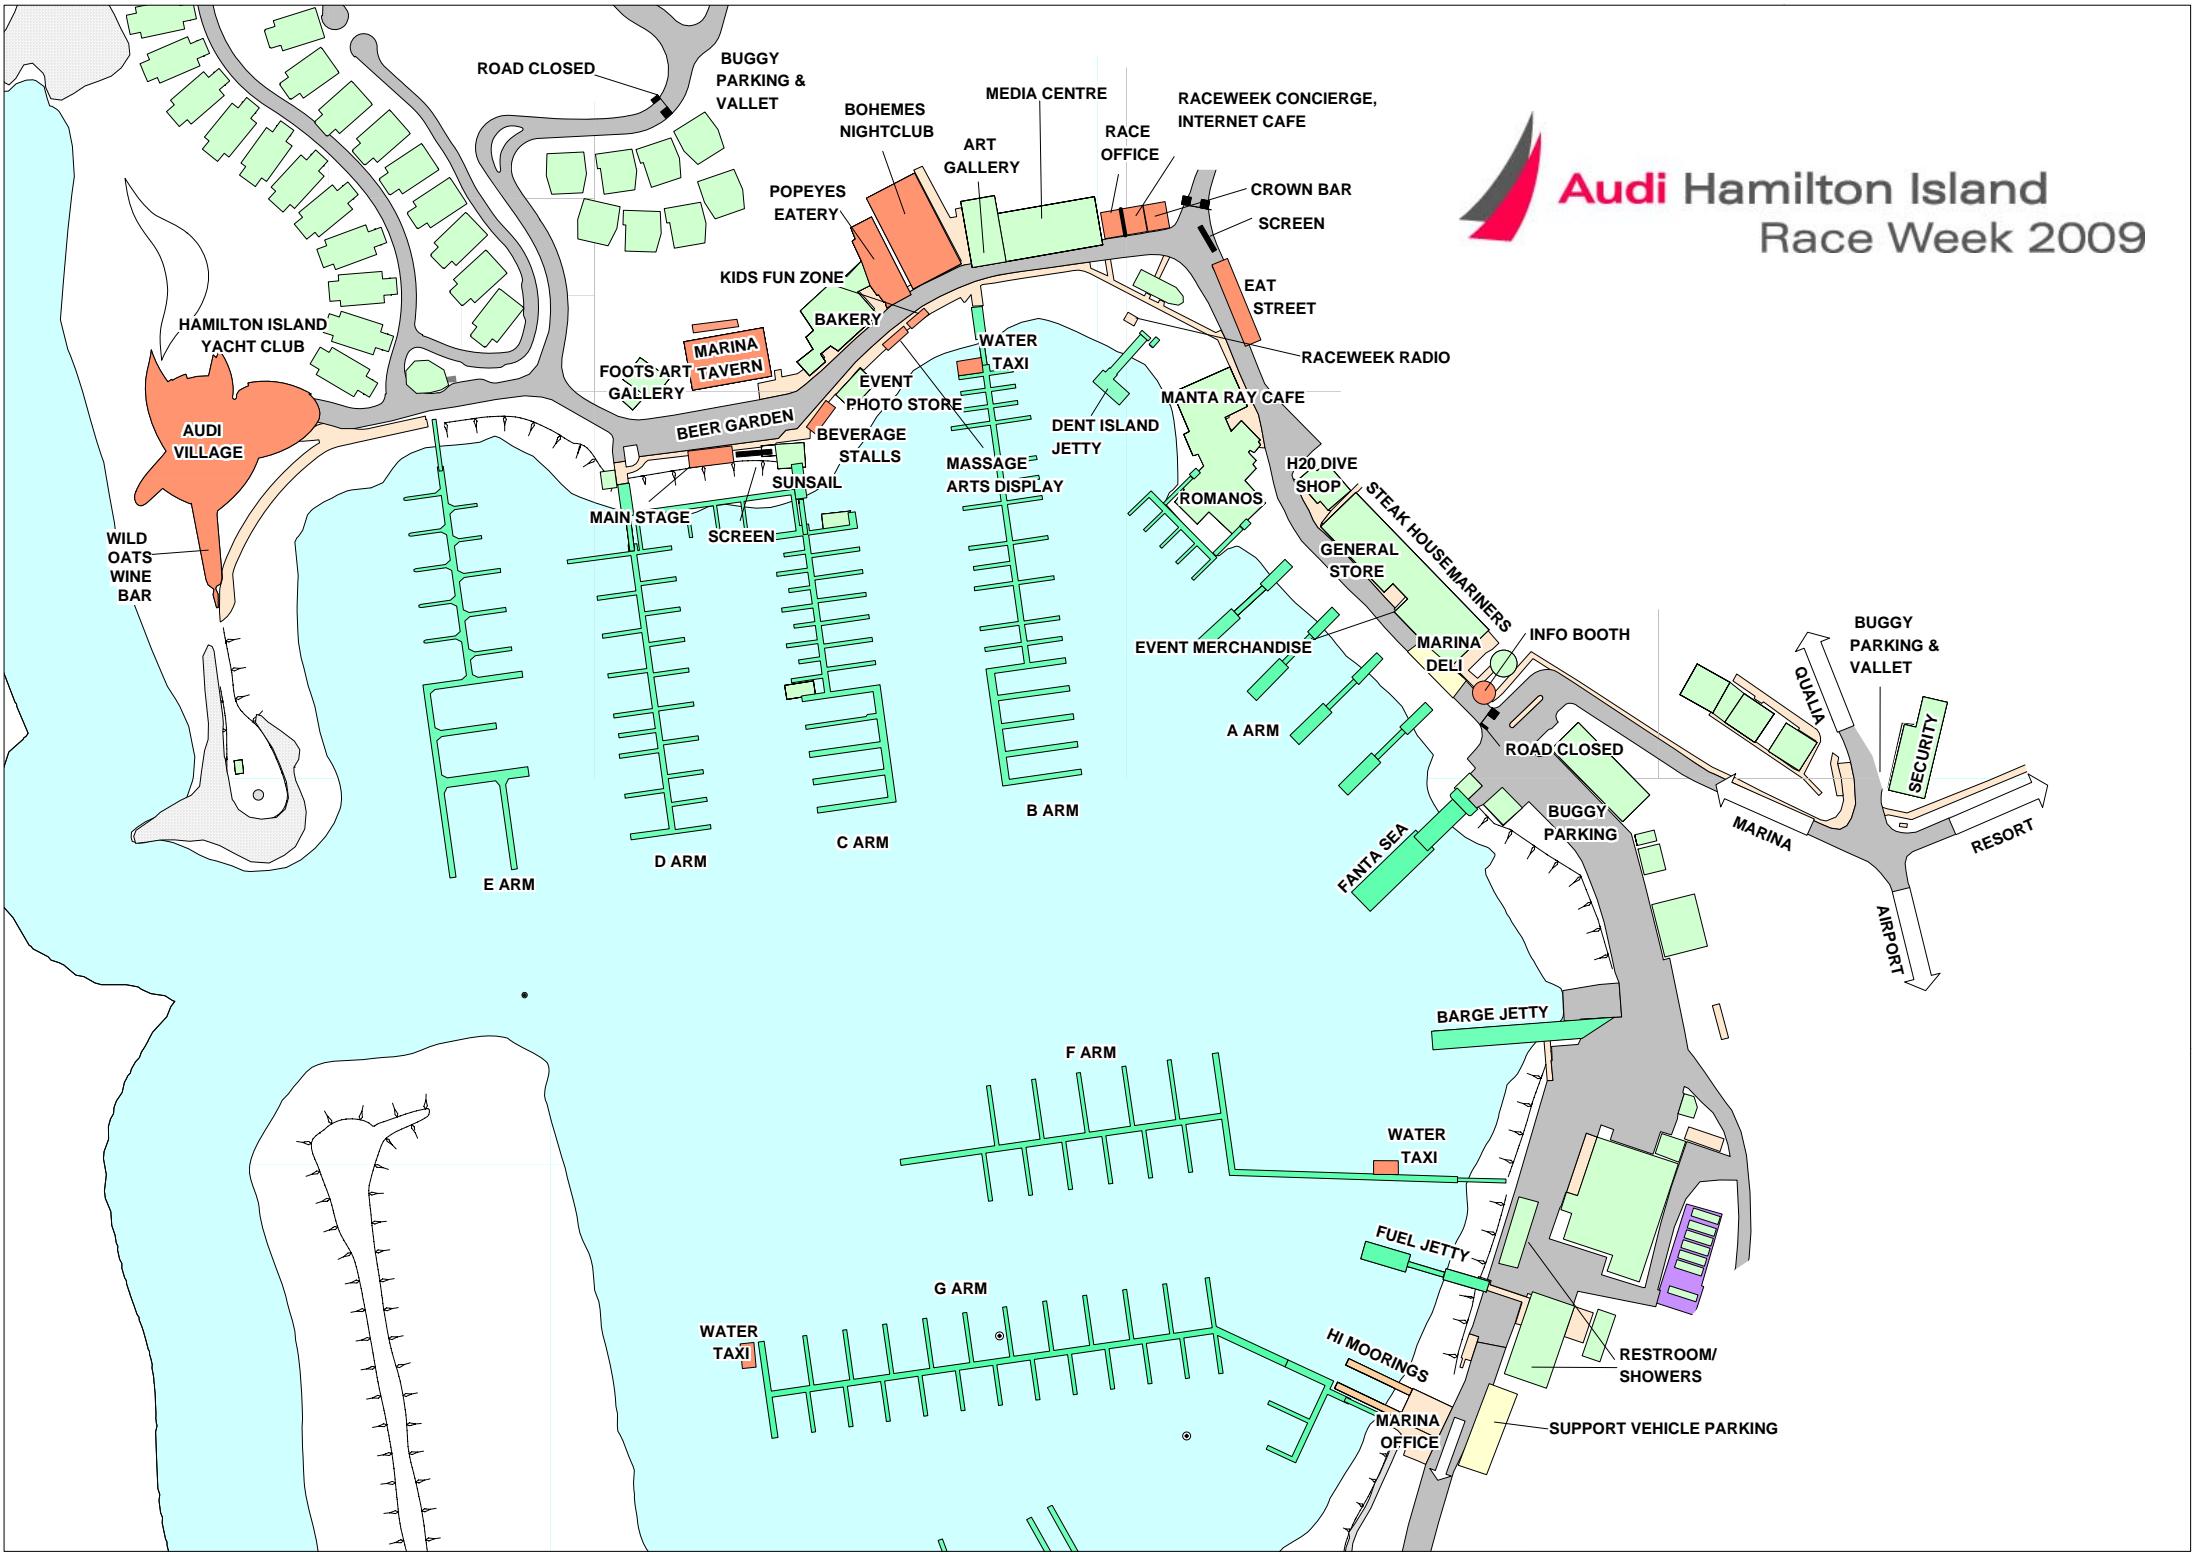 ROAD CLOSED
BUGGY
PARKING &
VALLET
BOHEMES
NIGHTCLUB
MEDIA CENTRE
RACEWEEK CONCIERGE,
INTERNET CAFE
RACE
OFFICE
ART
GALLERY
POPEYES
EATERY
CROWN BAR
SCREEN
Audi Hamilton Island
Race Week 2009
KIDS FUN ZONE
EAT
STREET
BAKERY
HAMILTON ISLAND
YACHT CLUB
MARINA
TAVERN
WATER
TAXI
RACEWEEK RADIO
FOOTS ART
GALLERY
EVENT
PHOTO STORE
MANTA RAY CAFE
BEER GARDEN
AUDI
VILLAGE
BEVERAGE
STALLS
DENT ISLAND
JETTY
MASSAGE
ARTS DISPLAY
H20 DIVE
SHOP
SUNSAIL
ROMANOS
STEAK HOUSE
MARINERS
MAIN STAGE
SCREEN
WILD
OATS
WINE
BAR
GENERAL
STORE
EVENT MERCHANDISE
MARINA
DELI
INFO BOOTH
BUGGY
PARKING &
VALLET
QUALIA
SECURITY
A ARM
ROAD CLOSED
B ARM
BUGGY
PARKING
MARINA
RESORT
C ARM
D ARM
E ARM
FANTA SEA
AIRPORT
BARGE JETTY
F ARM
WATER
TAXI
FUEL JETTY
G ARM
WATER
TAXI
HI MOORINGS
RESTROOM/
SHOWERS
MARINA
OFFICE
SUPPORT VEHICLE PARKING